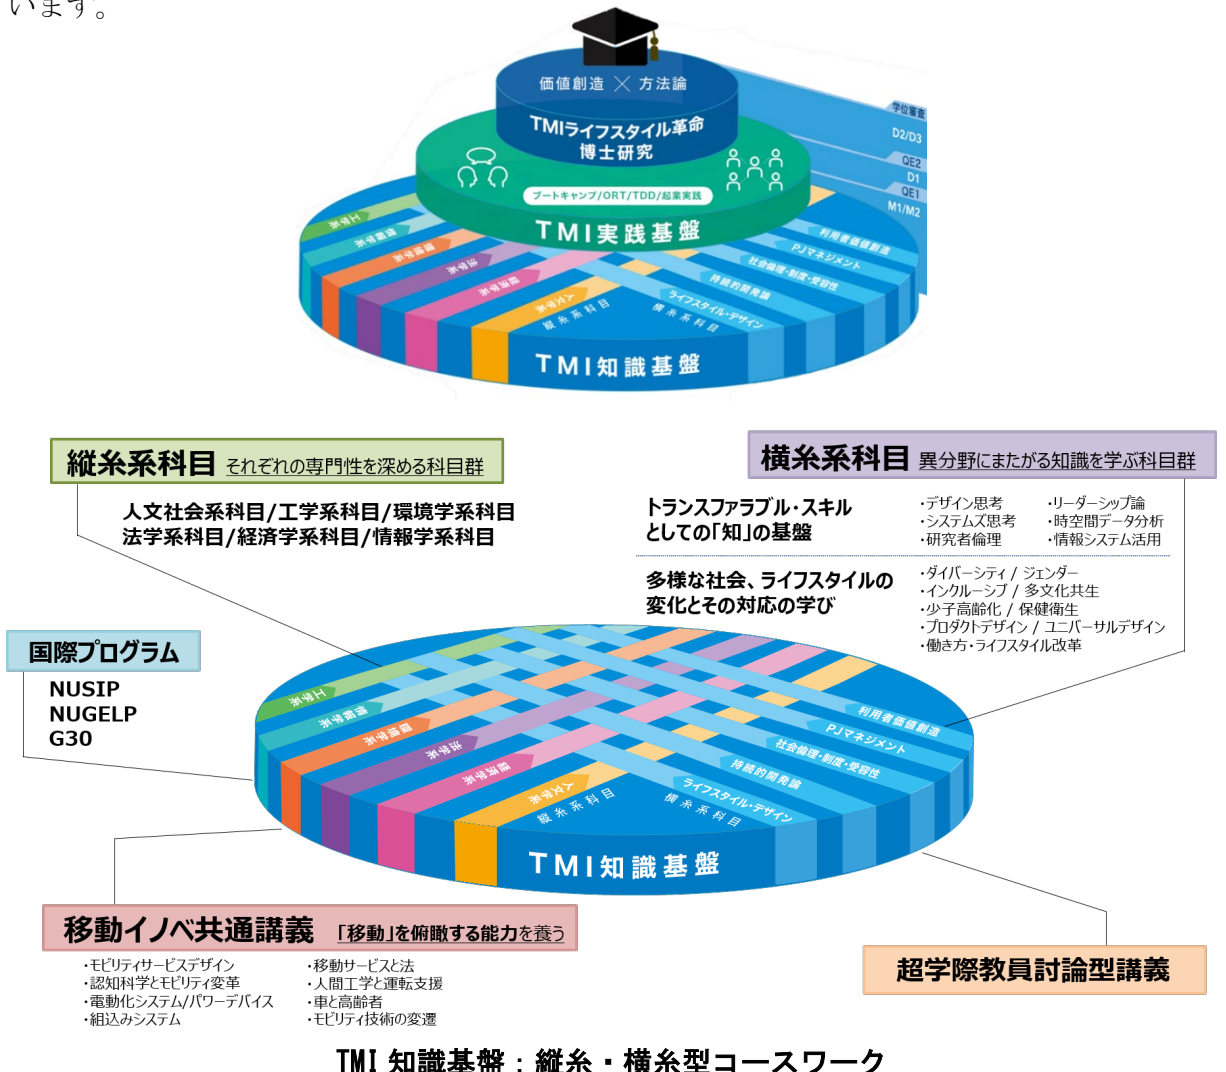 います。
価値創造 × 方法論
TMIライフスタイル革命
博士研究
ブートキャンプ/ORT/TDD/起業実践
TMI実践基盤
学位審査
D2/D3
QE2
D1
QE1
M1/M2
工学系
情報学系
環境学系
法学系
経済学系
人文学系
縦糸系科目
利用者価値創造
PJマネジメント
社会倫理・制度・受容性
持続的開発論
ライフスタイル・デザイン
横糸系科目
TMI知識基盤
縦糸系科目 それぞれの専門性を深める科目群
人文社会系科目/工学系科目/環境学系科目
法学系科目/経済学系科目/情報学系科目
横糸系科目 異分野にまたがる知識を学ぶ科目群
トランスファラブル・スキル
としての「知」の基盤
・デザイン思考
・システムズ思考
・研究者倫理
・リーダーシップ論
・時空間データ分析
・情報システム活用
多様な社会、ライフスタイルの
変化とその対応の学び
・ダイバーシティ / ジェンダー
・インクルーシブ / 多文化共生
・少子高齢化 / 保健衛生
・プロダクトデザイン / ユニバーサルデザイン
・働き方・ライフスタイル改革
国際プログラム
NUSIP
NUGELP
G30
工学系
情報学系
環境学系
法学系
経済学系
人文学系
縦糸系科目
利用者価値創造
PJマネジメント
社会倫理・制度・受容性
持続的開発論
ライフスタイル・デザイン
横糸系科目
TMI知識基盤
移動イノベ共通講義 「移動」を俯瞰する能力を養う
・モビリティサービスデザイン
・認知科学とモビリティ変革
・電動化システム/パワーデバイス
・組込みシステム
・移動サービスと法
・人間工学と運転支援
・車と高齢者
・モビリティ技術の変遷
超学際教員討論型講義
TMI 知識基盤：縦糸・横糸型コースワーク